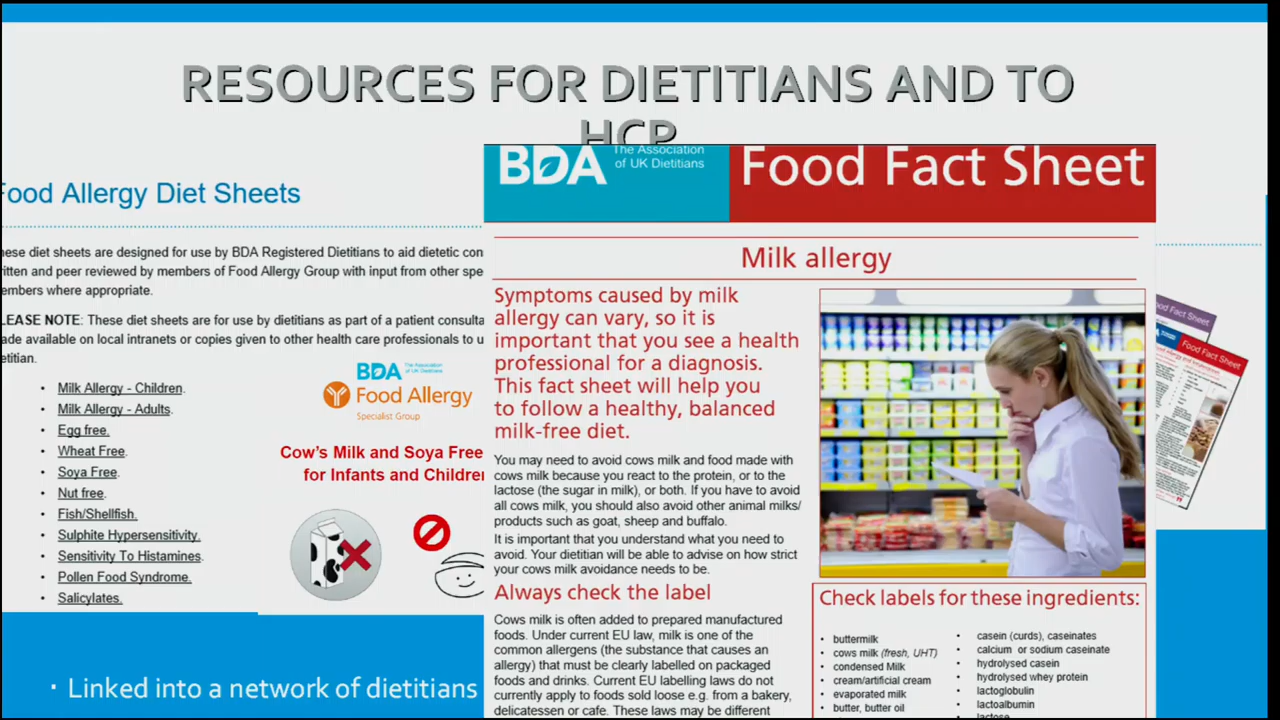 RESOURCES FOR DIETITIANS AND TO
HCP
Food Allergy Diet Sheets
These diet sheets are designed for use by BDA Registered Dietitians to aid dietetic con
written and peer reviewed by members of Food Allergy Group with input from other spe
members where appropriate.
PLEASE NOTE: These diet sheets are for use by dietitians as part of a patient consulta
made available on local intranets or copies given to other health care professionals to u
dietitian.
• Milk Allergy - Children.
• Milk Allergy - Adults.
• Egg free.
• Wheat Free.
• Soya Free.
• Nut free.
• Fish/Shellfish.
• Sulphite Hypersensitivity.
• Sensitivity To Histamines.
• Pollen Food Syndrome.
• Salicylates.
BDA The Association of UK Dietitians
Food Allergy
Specialist Group
Cow's Milk and Soya Free
for Infants and Children
BDA The Association
of UK Dietitians
Food Fact Sheet
Milk allergy
Symptoms caused by milk
allergy can vary, so it is
important that you see a health
professional for a diagnosis.
This fact sheet will help you
to follow a healthy, balanced
milk-free diet.
You may need to avoid cows milk and food made with
cows milk because you react to the protein, or to the
lactose (the sugar in milk), or both. If you have to avoid
all cows milk, you should also avoid other animal milks/
products such as goat, sheep and buffalo.
It is important that you understand what you need to
avoid. Your dietitian will be able to advise on how strict
your cows milk avoidance needs to be.
Always check the label
Cows milk is often added to prepared manufactured
foods. Under current EU law, milk is one of the
common allergens (the substance that causes an
allergy) that must be clearly labelled on packaged
foods and drinks. Current EU labelling laws do not
currently apply to foods sold loose e.g. from a bakery,
delicatessen or cafe. These laws may be different
Check labels for these ingredients:
• buttermilk
• cows milk (fresh, UHT)
• condensed Milk
• cream/artificial cream
• evaporated milk
• butter, butter oil
• casein (curds), caseinates
• calcium or sodium caseinate
• hydrolysed casein
• hydrolysed whey protein
• lactoglobulin
• lactoalbumin
• lactose
Food Fact Sheet
Food Fact Sheet
▪ Linked into a network of dietitians